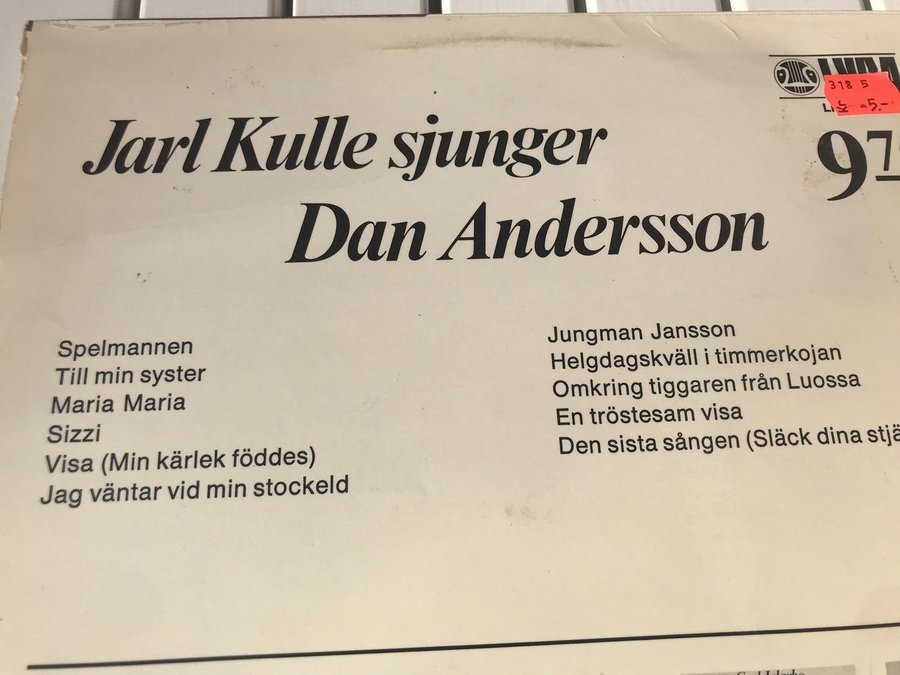 Jarl Kulle sjunger
Dan Andersson
318 5
Kr -5.-
Spelmannen
Till min syster
Maria Maria
Sizzi
Visa (Min kärlek föddes)
Jag väntar vid min stockeld
Jungman Jansson
Helgdagskväll i timmerkojan
Omkring tiggaren från Luossa
En tröstesam visa
Den sista sången (Släck dina